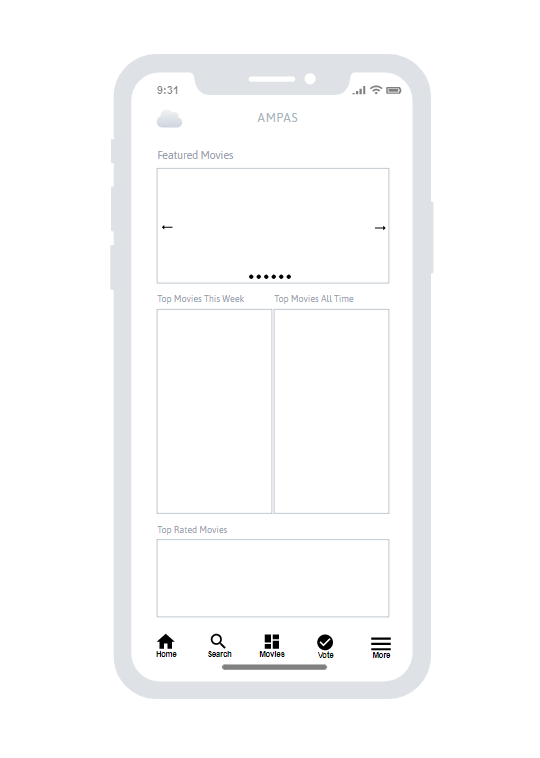 9:31
AMPAS
Featured Movies
Top Movies This Week
Top Movies All Time
Top Rated Movies
Home
Search
Movies
Vote
More